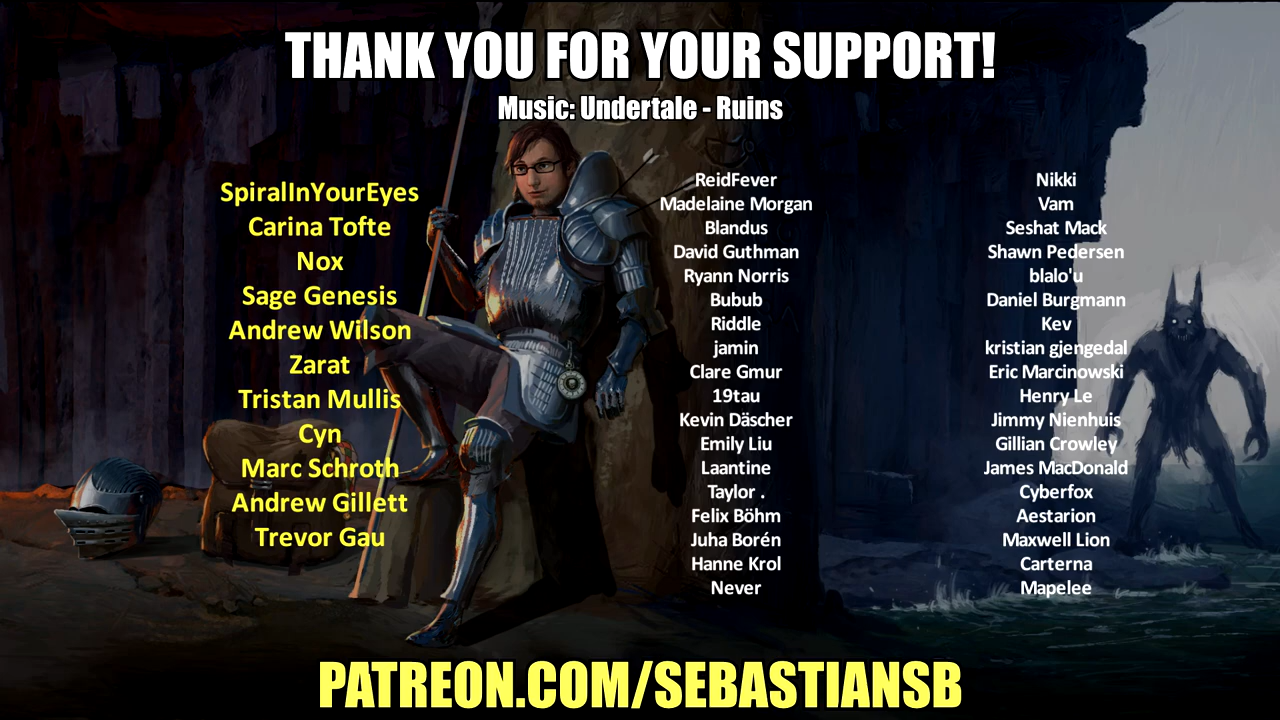 THANK YOU FOR YOUR SUPPORT!
Music: Undertale - Ruins
SpiralInYourEyes
Carina Tofte
Nox
Sage Genesis
Andrew Wilson
Zarat
Tristan Mullis
Cyn
Marc Schroth
Andrew Gillett
Trevor Gau
ReidFever
Madelaine Morgan
Blandus
David Guthman
Ryann Norris
Bubub
Riddle
jamin
Clare Gmur
19tau
Kevin Däscher
Emily Liu
Laantine
Taylor .
Felix Böhm
Juha Borén
Hanne Krol
Never
Nikki
Vam
Seshat Mack
Shawn Pedersen
blalo'u
Daniel Burgmann
Kev
kristian gjengedal
Eric Marcinowski
Henry Le
Jimmy Nienhuis
Gillian Crowley
James MacDonald
Cyberfox
Aestarion
Maxwell Lion
Carterna
Mapelee
PATREON.COM/SEBASTIANSB